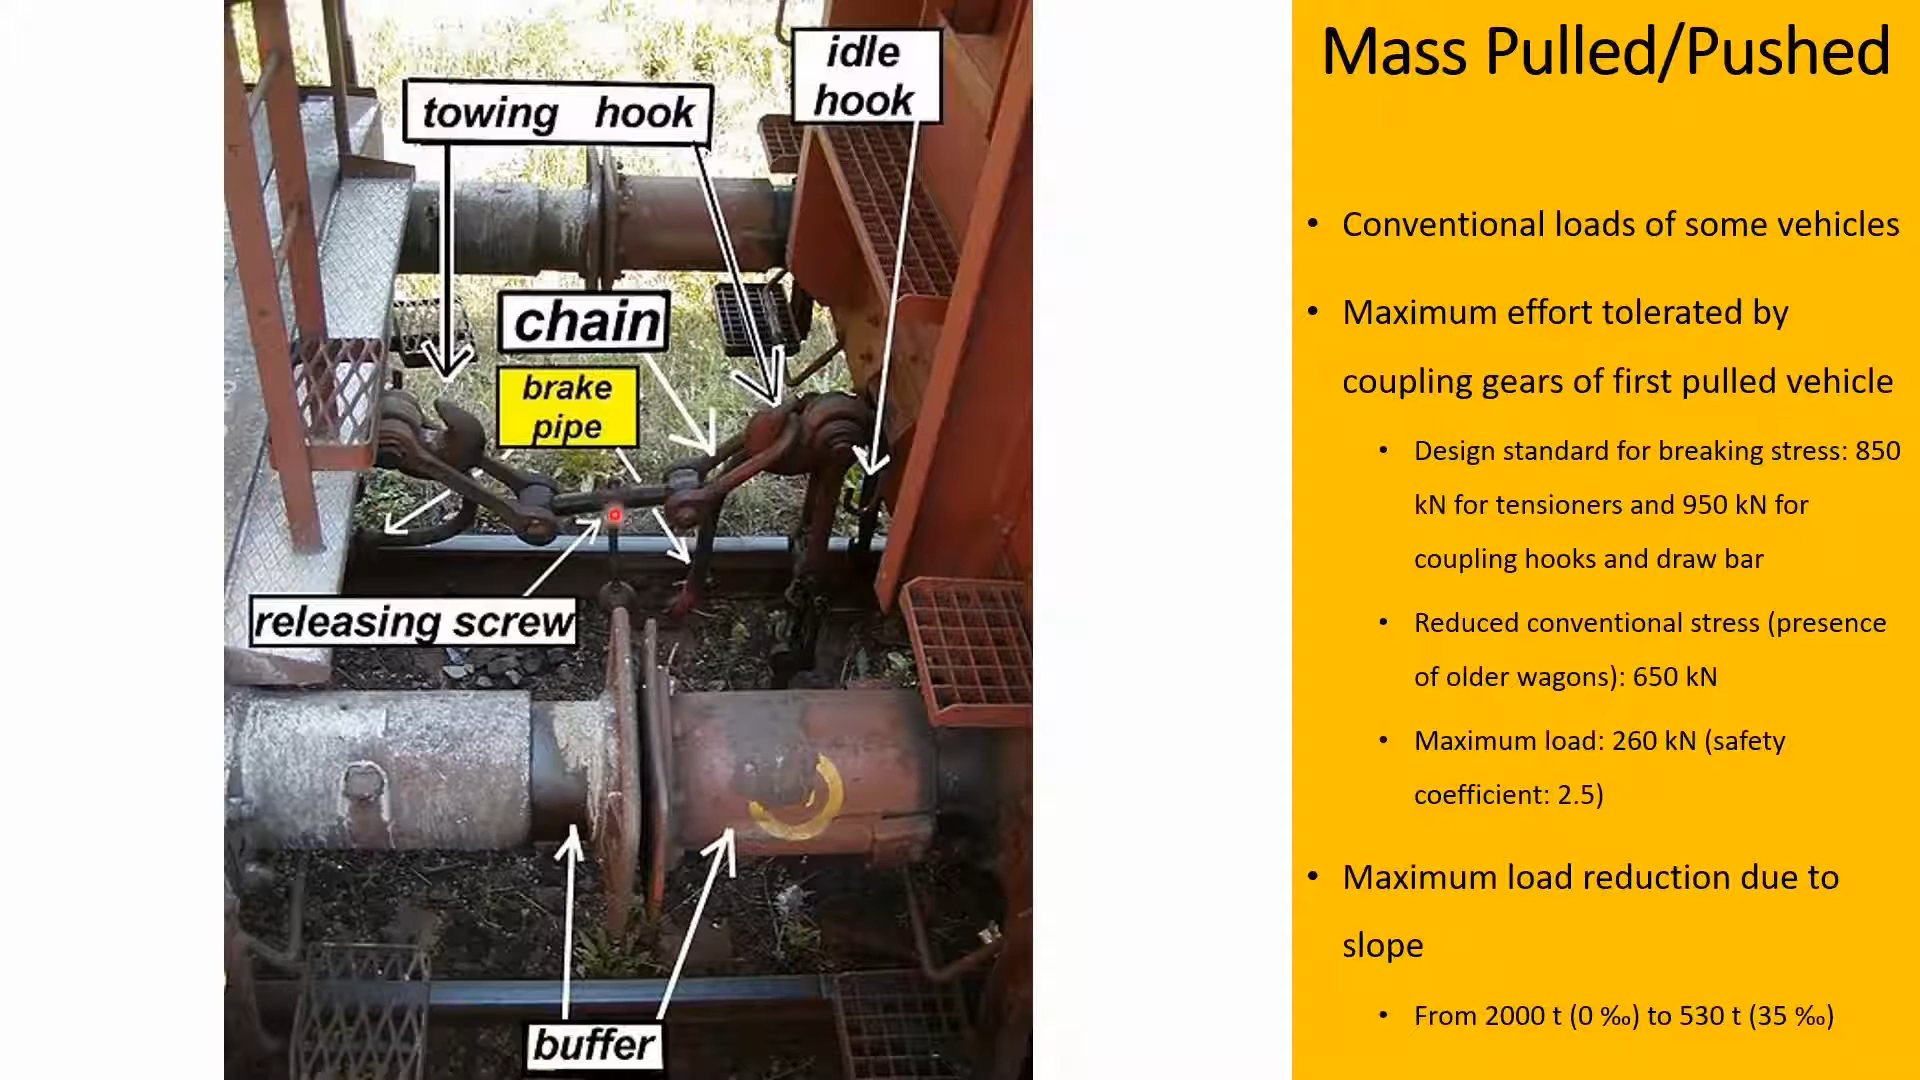 towing hook
idle
hook
chain
brake
pipe
releasing screw
buffer
Mass Pulled/Pushed
• Conventional loads of some vehicles
• Maximum effort tolerated by
coupling gears of first pulled vehicle
• Design standard for breaking stress: 850
kN for tensioners and 950 kN for
coupling hooks and draw bar
• Reduced conventional stress (presence
of older wagons): 650 kN
• Maximum load: 260 kN (safety
coefficient: 2.5)
• Maximum load reduction due to
slope
• From 2000 t (0 ‰) to 530 t (35 ‰)